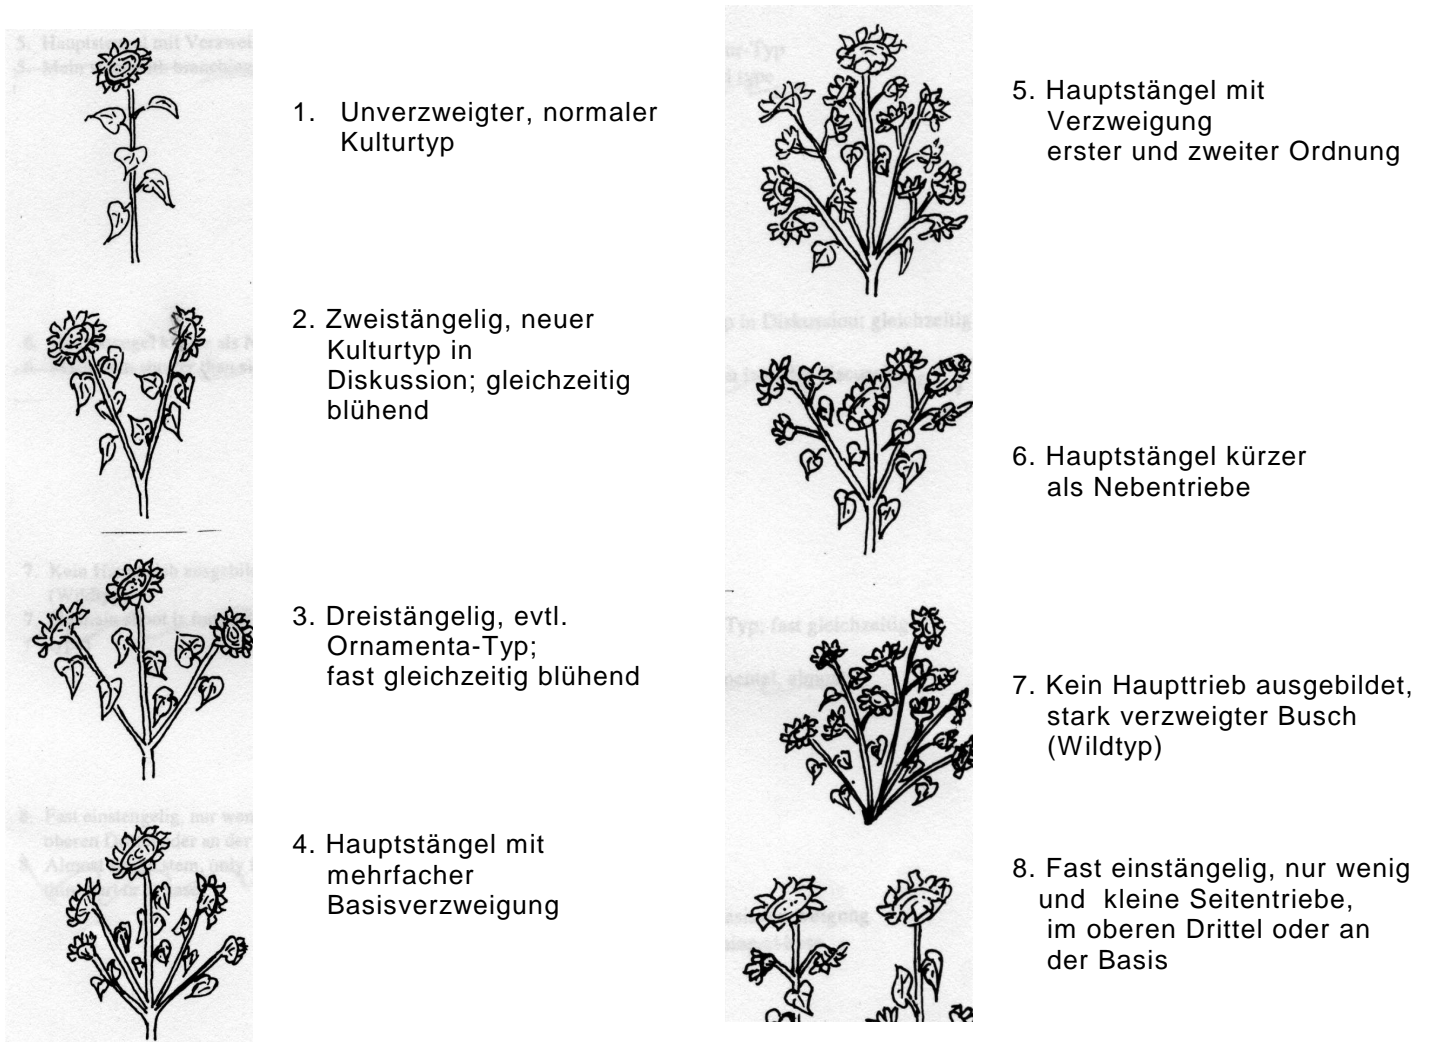 1. Unverzweigter, normaler
Kulturtyp
2. Zweistängelig, neuer
Kulturtyp in
Diskussion; gleichzeitig
blühend
3. Dreistängelig, evtl.
Ornamenta-Typ;
fast gleichzeitig blühend
4. Hauptstängel mit
mehrfacher
Basisverzweigung
5. Hauptstängel mit
Verzweigung
erster und zweiter Ordnung
6. Hauptstängel kürzer
als Nebentriebe
7. Kein Haupttrieb ausgebildet,
stark verzweigter Busch
(Wildtyp)
8. Fast einstängelig, nur wenig
und kleine Seitentriebe,
im oberen Drittel oder an
der Basis